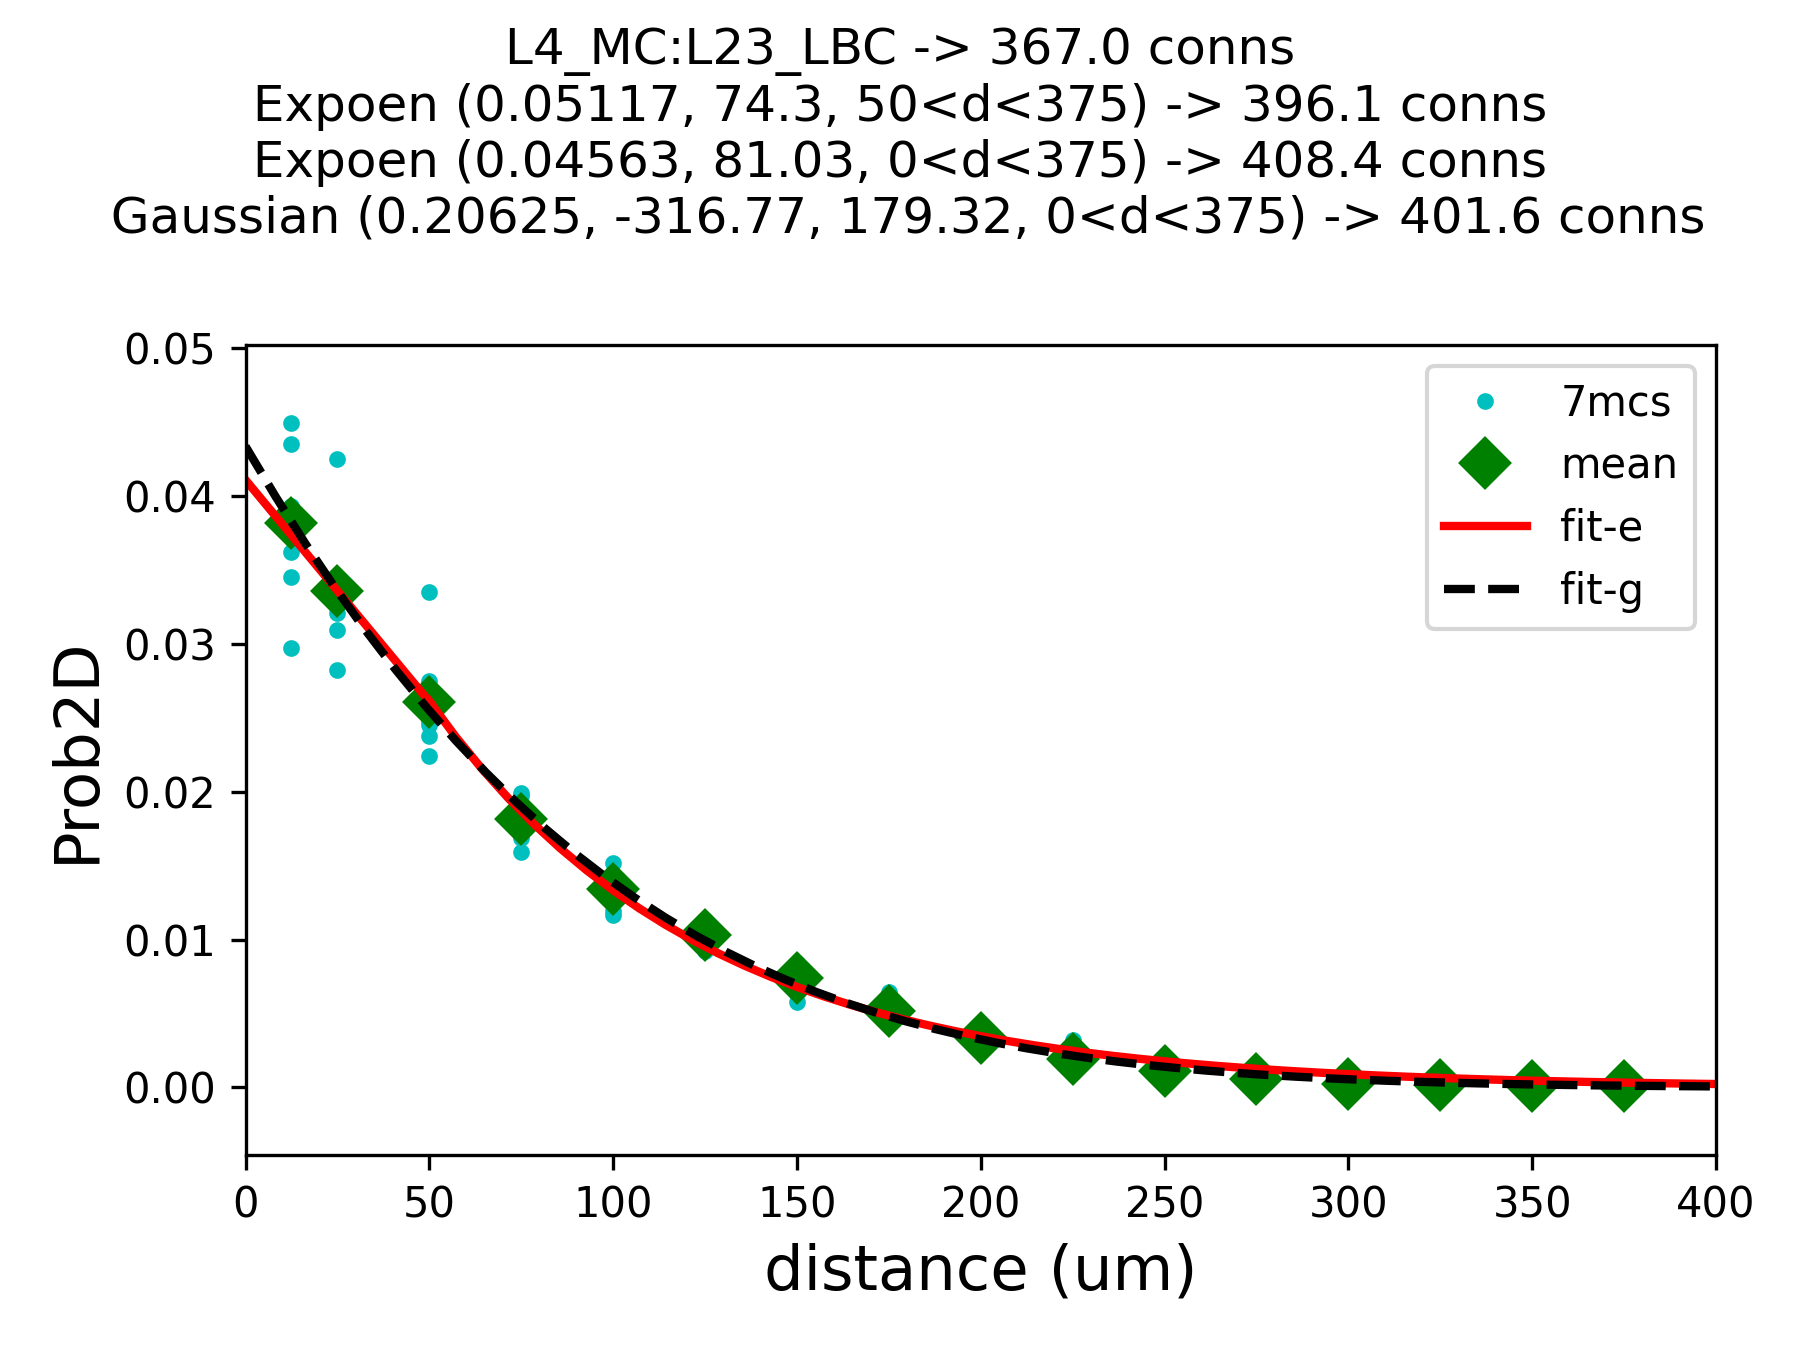 L4_MC:L23_LBC -> 367.0 conns
Expoen (0.05117, 74.3, 50<d<375) -> 396.1 conns
Expoen (0.04563, 81.03, 0<d<375) -> 408.4 conns
Gaussian (0.20625, -316.77, 179.32, 0<d<375) -> 401.6 conns
7mcs
mean
fit-e
fit-g
Prob2D
0.05
0.04
0.03
0.02
0.01
0.00
0 50 100 150 200 250 300 350 400
distance (um)